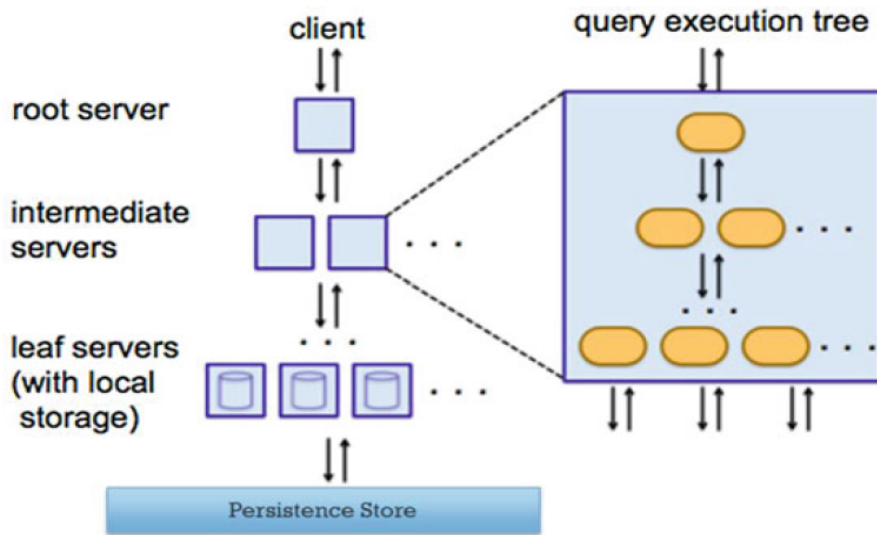 client
query execution tree
root server
intermediate
servers
leaf servers
(with local
storage)
Persistence Store